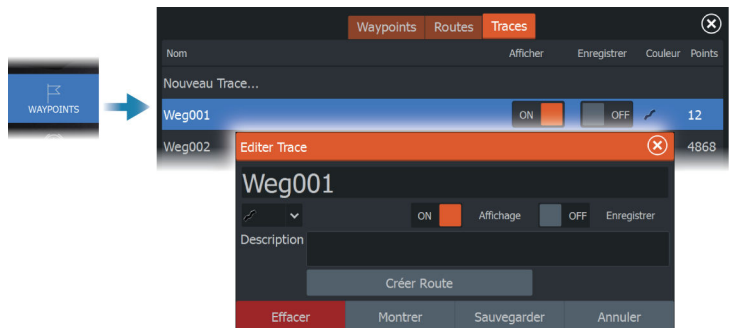 Waypoints Routes Traces
Nom Afficher Enregistrer Couleur Points
Nouveau Trace...
WAYPOINTS
Weg001 ON OFF 12
Weg002 4868
Editer Trace
Weg001
ON Affichage OFF Enregistrer
Description
Créer Route
Effacer Montrer Sauvegarder Annuler